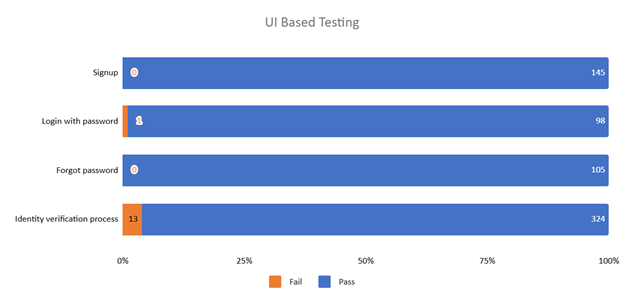 UI Based Testing
Signup 0 145
Login with password 1 98
Forgot password 0 105
Identity verification process 13 324
0% 25% 50% 75% 100%
Fail Pass